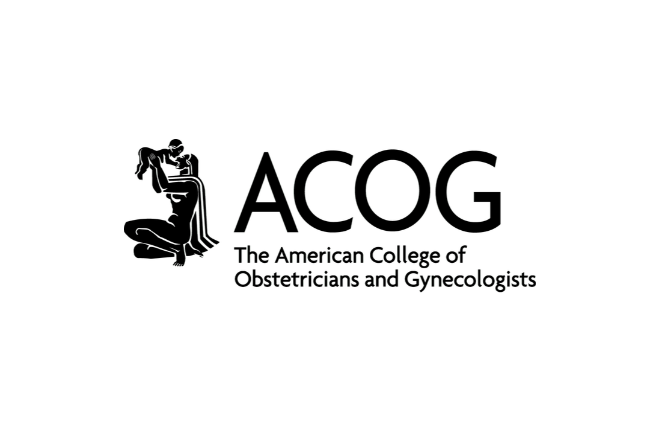 ACOG
The American College of
Obstetricians and Gynecologists